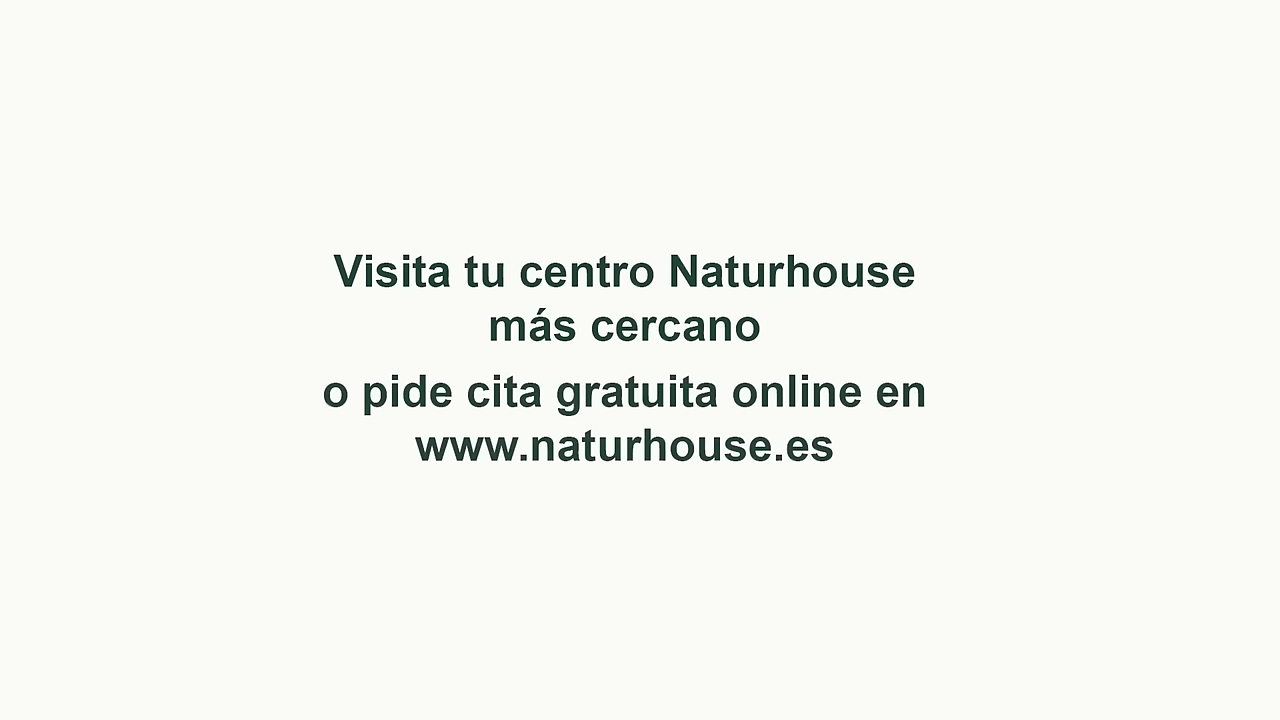 Visita tu centro Naturhouse
más cercano
o pide cita gratuita online en
www.naturhouse.es